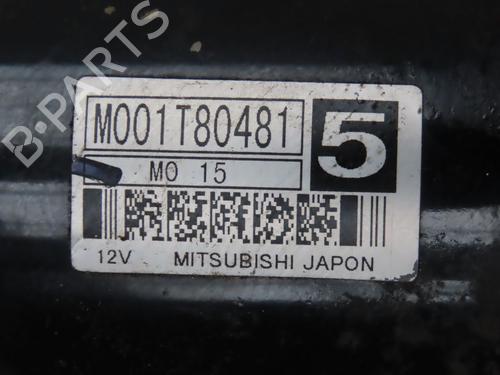 B-PARTS
M001T80481
5
MO 15
12V MITSUBISHI JAPON